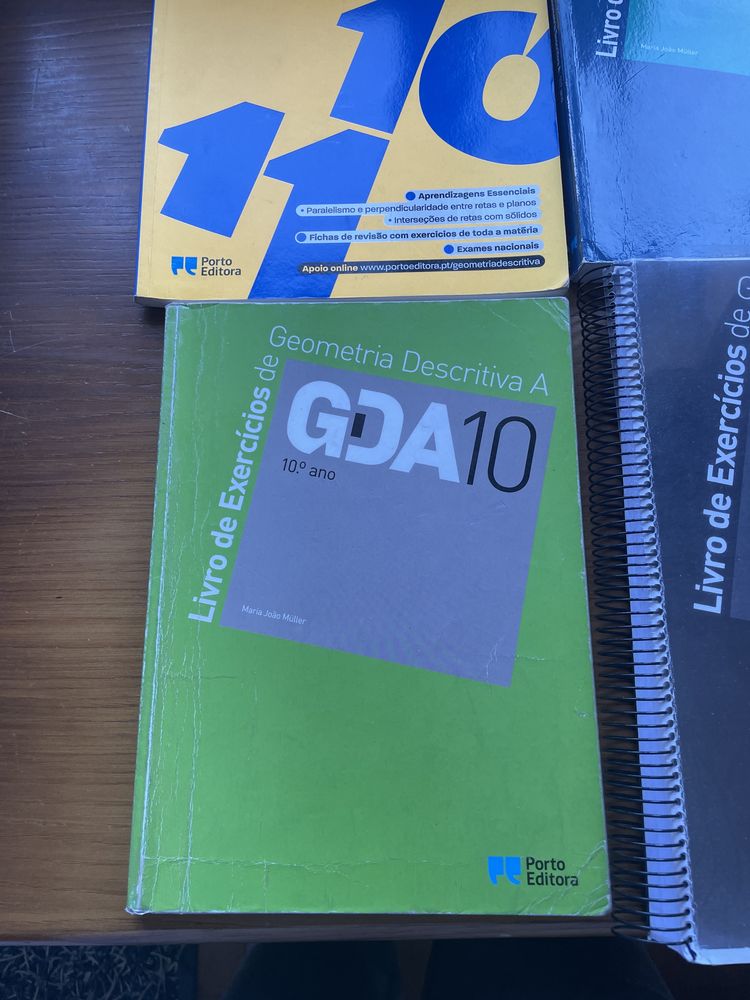 10
11
Aprendizagens Essenciais
• Paralelismo e perpendicularidade entre retas e planos
• Interseções de retas com sólidos
Fichas de revisão com exercícios de toda a matéria
Exames nacionais
Apoio online www.portoeditora.pt/geometriadescritiva
Porto
Editora
Livro
Maria João Müller
Geometria Descritiva A
Livro de Exercícios de
GDA10
10.º ano
Maria João Müller
Porto
Editora
Livro de Exercícios de